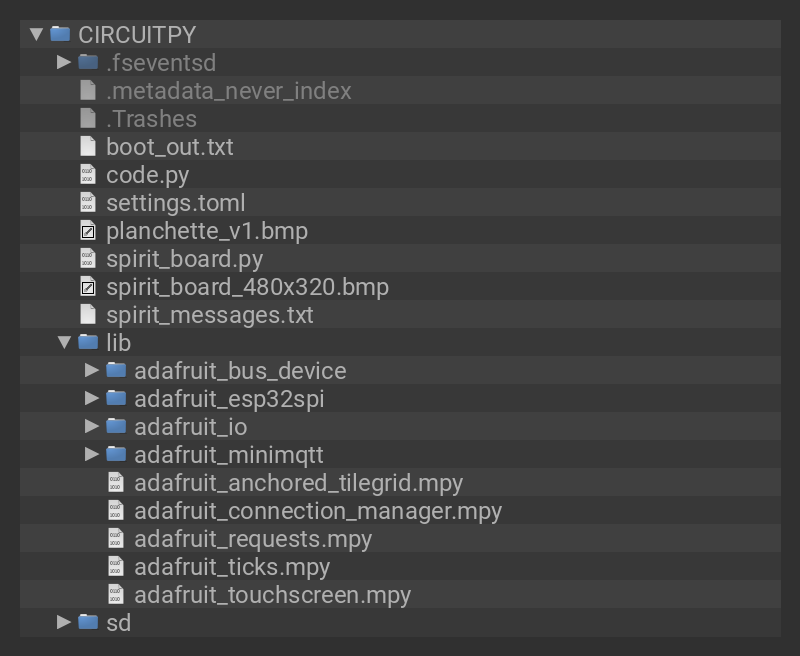 CIRCUITPY
.fseventsd
.metadata_never_index
.Trashes
boot_out.txt
code.py
settings.toml
planchette_v1.bmp
spirit_board.py
spirit_board_480x320.bmp
spirit_messages.txt
lib
adafruit_bus_device
adafruit_esp32spi
adafruit_io
adafruit_minimqtt
adafruit_anchored_tilegrid.mpy
adafruit_connection_manager.mpy
adafruit_requests.mpy
adafruit_ticks.mpy
adafruit_touchscreen.mpy
sd